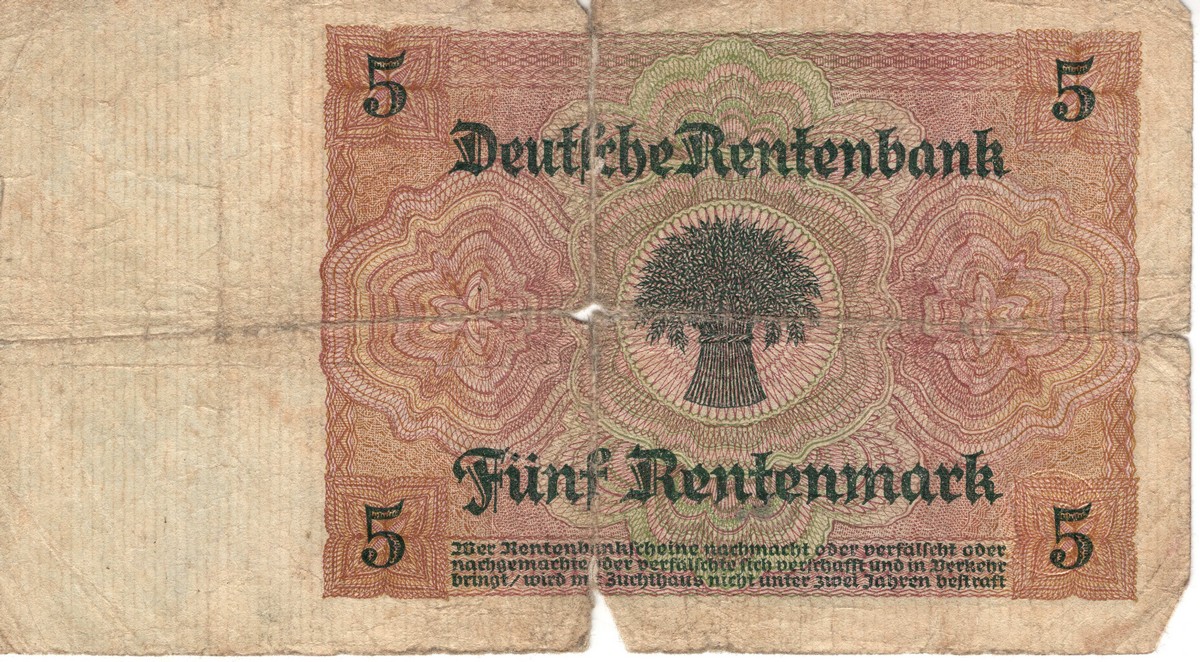 5 5
Deutsche Rentenbank
Fünf Rentenmark
5 5
Wer Rentenbankscheine nachmacht oder verfälscht oder
nachgemachte oder verfälschte sich verschafft und in Verkehr
bringt/ wird mit Zuchthaus nicht unter zwei Jahren bestraft